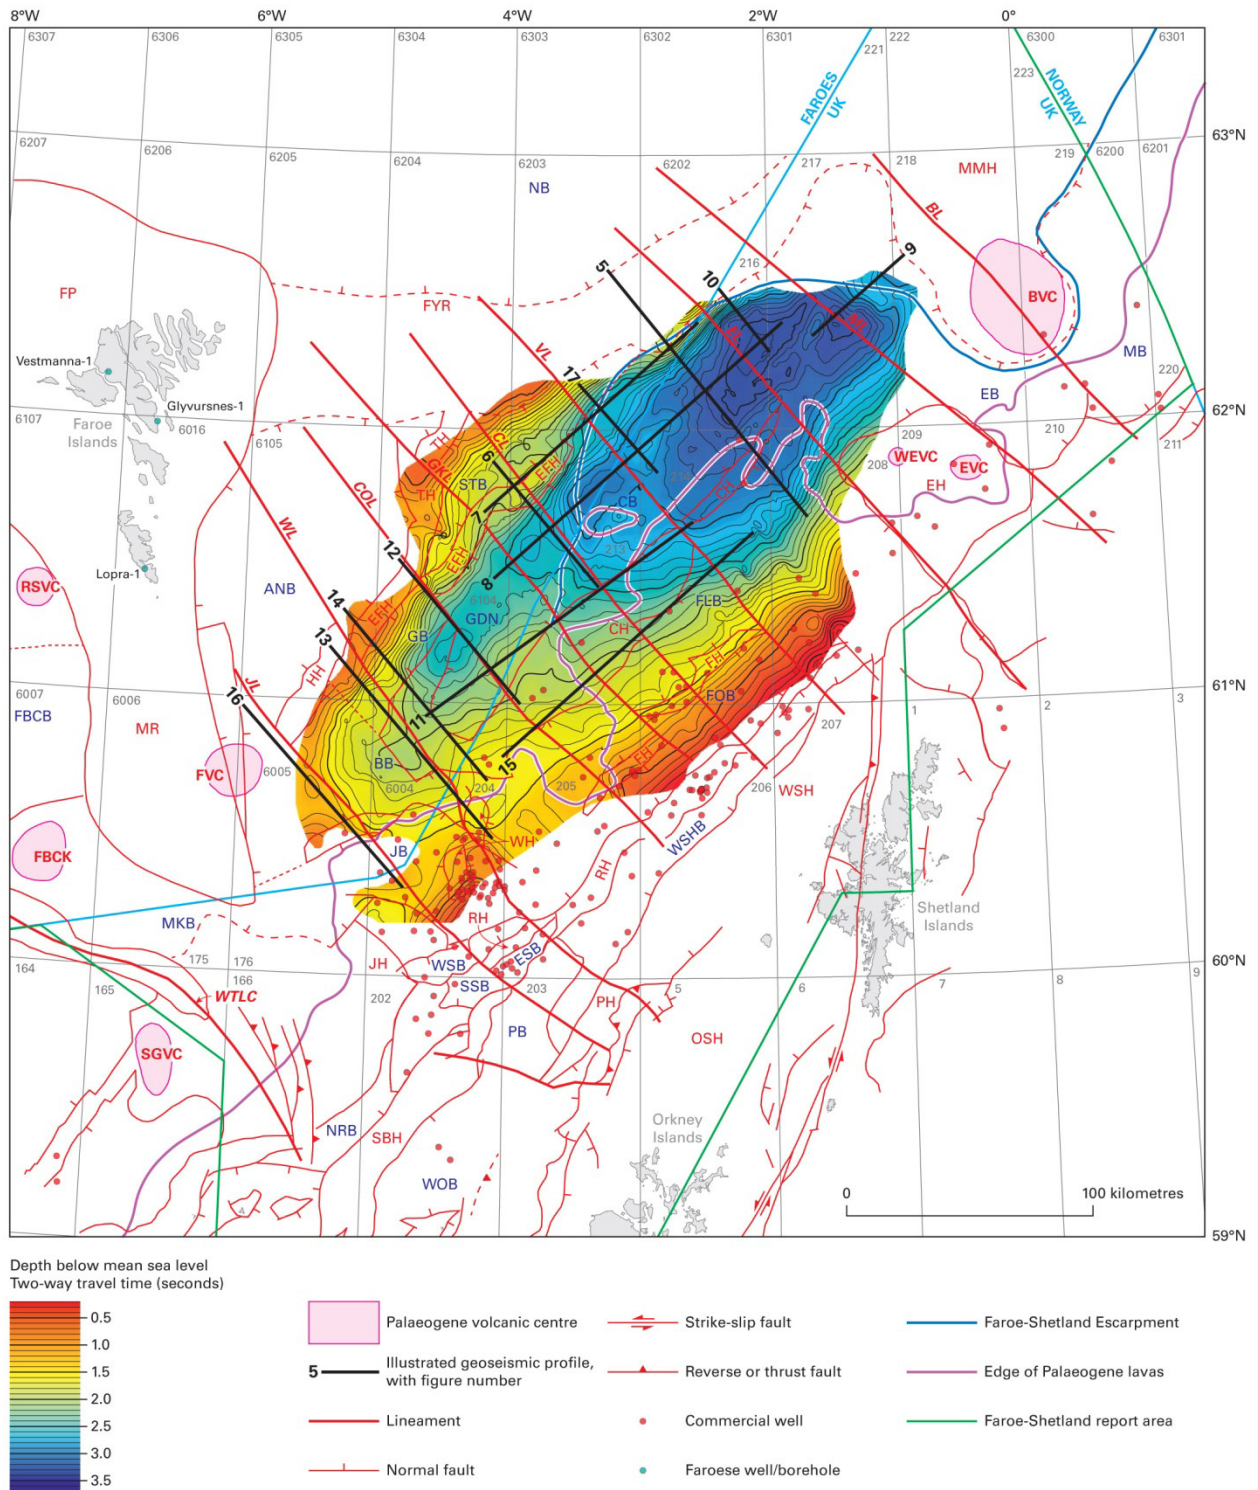 8°W 6°W 4°W 2°W 0°
6307 6306 6305 6304 6303 6302 6301 221 222 6300 6301
223
FAROES
UK
NORWAY
UK
63°N
6207 6206 6205 6204 6203 6202 217 218 219 6200 6201
NB
MMH
BL
FP
FYR
5
10
216
9
BVC
MB
VL
ML
220
Vestmanna-1
17
EB
Glyvursnes-1
62°N
Faroe
Islands
6107 6016 6105
TH
CL
209
210
211
GKL
6
EFH
WEVC
EVC
208
COL
TH
STB
CH
EH
7
CB
WL
12
EFH
213
Lopra-1
8
RSVC
ANB
14
6104
GDN
FLB
EFH
GB
CH
13
HH
FH
61°N
6007
JL
6006
16
11
FOB
207
1
2
3
FBCB
MR
FH
FVC
6005
BB
15
6004
204
205
206
WSH
WH
WSHB
FBCK
JB
RH
RH
Shetland
Islands
MKB
JH
WSB
ESB
60°N
164
165
175 176
166
WTLC
202
SSB
203
5
6
7
8
9
PH
PB
OSH
SGVC
Orkney
Islands
NRB
SBH
WOB
0 100 kilometres
4
59°N
Depth below mean sea level
Two-way travel time (seconds)
0.5
1.0
1.5
2.0
2.5
3.0
3.5
Palaeogene volcanic centre
Strike-slip fault
Faroe-Shetland Escarpment
5
Illustrated geoseismic profile,
with figure number
Reverse or thrust fault
Edge of Palaeogene lavas
Lineament
Commercial well
Faroe-Shetland report area
Normal fault
Faroese well/borehole